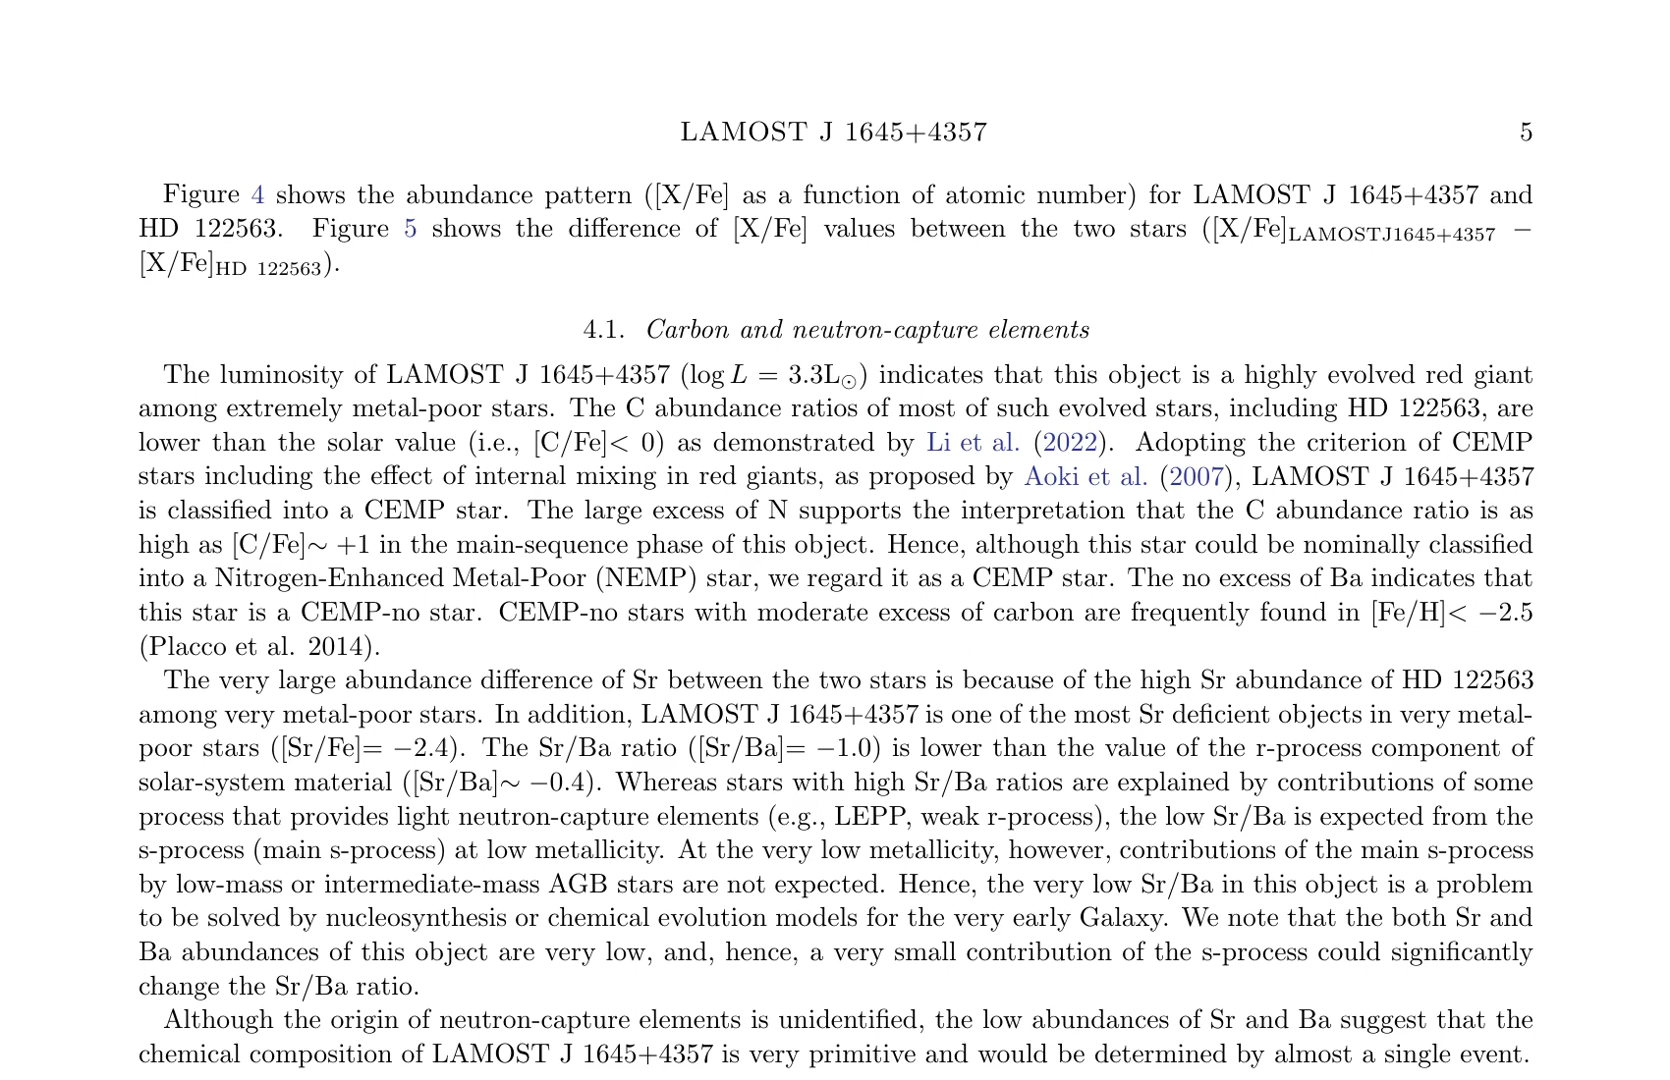 LAMOST J 1645+4357 5
Figure 4 shows the abundance pattern ([X/Fe] as a function of atomic number) for LAMOST J 1645+4357 and
HD 122563. Figure 5 shows the difference of [X/Fe] values between the two stars ([X/Fe]LAMOSTJ1645+4357 −
[X/Fe]HD 122563).
4.1. Carbon and neutron-capture elements
The luminosity of LAMOST J 1645+4357 (log L = 3.3L⊙) indicates that this object is a highly evolved red giant
among extremely metal-poor stars. The C abundance ratios of most of such evolved stars, including HD 122563, are
lower than the solar value (i.e., [C/Fe]< 0) as demonstrated by Li et al. (2022). Adopting the criterion of CEMP
stars including the effect of internal mixing in red giants, as proposed by Aoki et al. (2007), LAMOST J 1645+4357
is classified into a CEMP star. The large excess of N supports the interpretation that the C abundance ratio is as
high as [C/Fe]∼ +1 in the main-sequence phase of this object. Hence, although this star could be nominally classified
into a Nitrogen-Enhanced Metal-Poor (NEMP) star, we regard it as a CEMP star. The no excess of Ba indicates that
this star is a CEMP-no star. CEMP-no stars with moderate excess of carbon are frequently found in [Fe/H]< −2.5
(Placco et al. 2014).
The very large abundance difference of Sr between the two stars is because of the high Sr abundance of HD 122563
among very metal-poor stars. In addition, LAMOST J 1645+4357 is one of the most Sr deficient objects in very metal-
poor stars ([Sr/Fe]= −2.4). The Sr/Ba ratio ([Sr/Ba]= −1.0) is lower than the value of the r-process component of
solar-system material ([Sr/Ba]∼ −0.4). Whereas stars with high Sr/Ba ratios are explained by contributions of some
process that provides light neutron-capture elements (e.g., LEPP, weak r-process), the low Sr/Ba is expected from the
s-process (main s-process) at low metallicity. At the very low metallicity, however, contributions of the main s-process
by low-mass or intermediate-mass AGB stars are not expected. Hence, the very low Sr/Ba in this object is a problem
to be solved by nucleosynthesis or chemical evolution models for the very early Galaxy. We note that the both Sr and
Ba abundances of this object are very low, and, hence, a very small contribution of the s-process could significantly
change the Sr/Ba ratio.
Although the origin of neutron-capture elements is unidentified, the low abundances of Sr and Ba suggest that the
chemical composition of LAMOST J 1645+4357 is very primitive and would be determined by almost a single event.